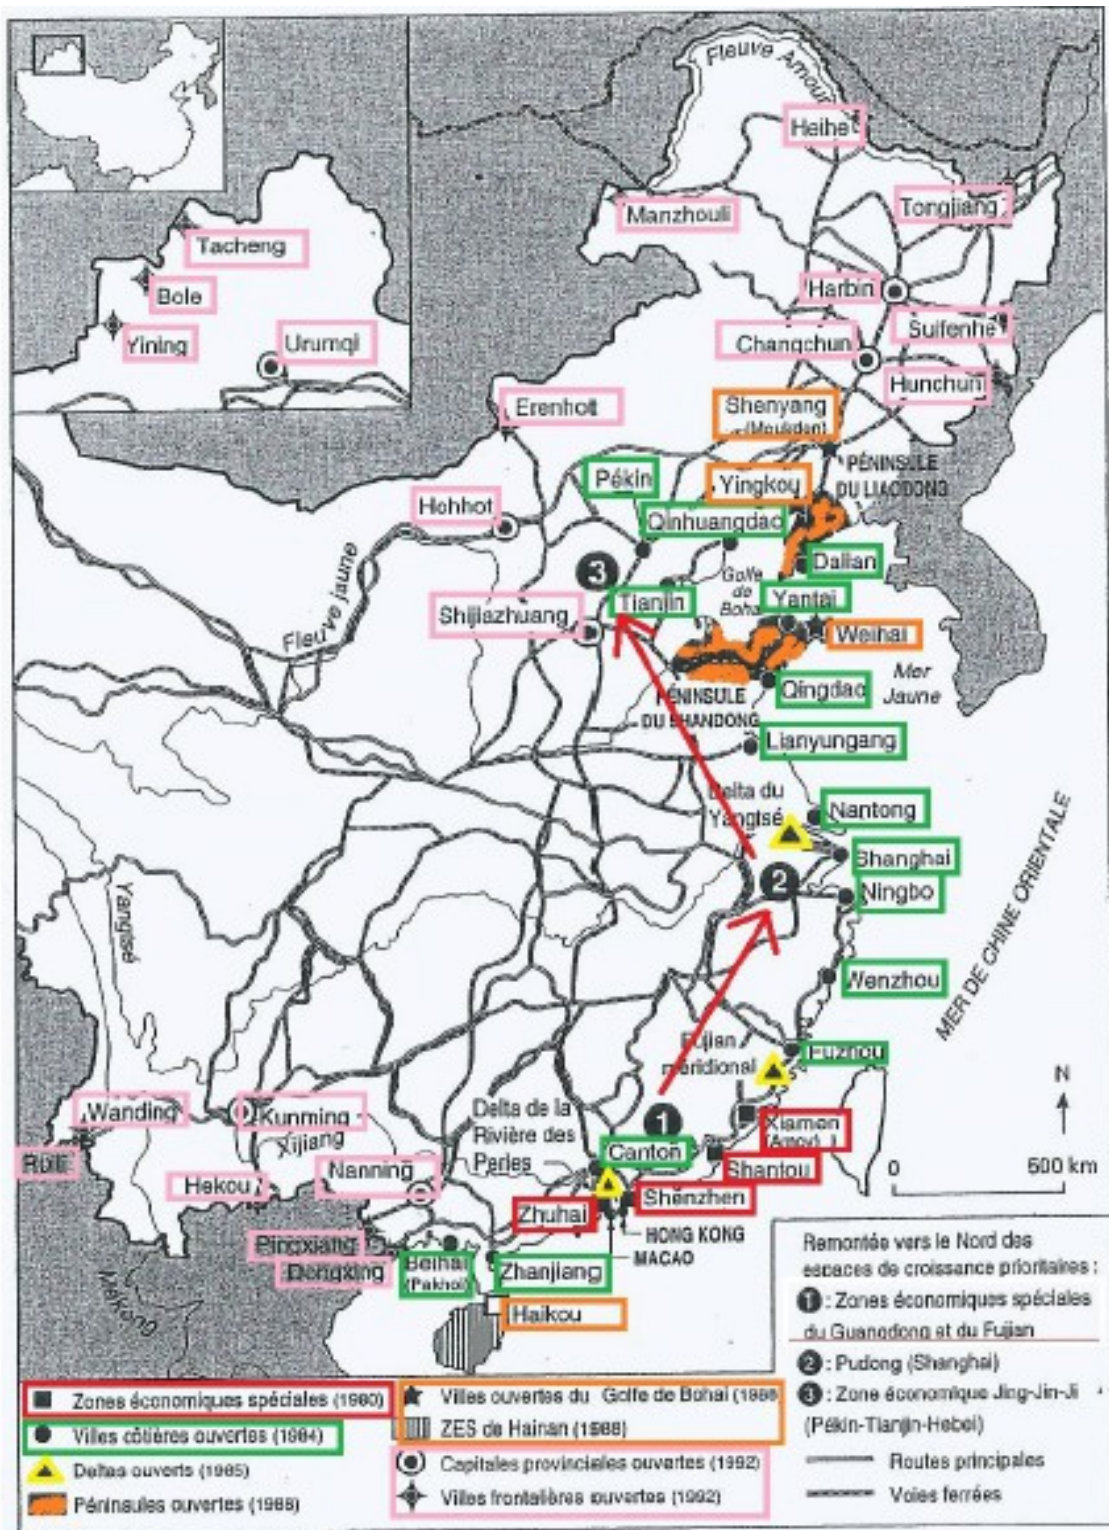 Fleuve Amour
Heihe
Manzhouli
Tongjiang
Tacheng
Bole
Yining
Urumqi
Harbin
Suifenhe
Changchun
Hunchun
Erenhot
Shenyang
(Moukden)
PÉNINSULE
DU LIAODONG
Pékin
Yingkou
Hohhot
Qinhuangdao
Dalian
3
Golfe
de
Bohai
Tianjin
Yantai
Fleuve jaune
Shijiazhuang
Weihai
Mer
Jaune
Qingdao
PÉNINSULE
DU SHANDONG
Lianyungang
Delta du
Yangtsé
Nantong
Shanghai
2
Ningbo
Yangtsé
MER DE CHINE ORIENTALE
Wenzhou
Fujian
méridional
Fuzhou
N
Wanding
Kunming
Xijiang
Delta de la
Rivière des
Perles
1
Canton
Xiamen
(Amoy)
Shantou
0 500 km
Ruili
Hekou
Nanning
Zhuhai
Shenzhen
HONG KONG
MACAO
Pingxiang
Dongxing
Beihai
(Pakhoi)
Zhanjiang
Mekong
Haikou
Remontée vers le Nord des
espaces de croissance prioritaires :
1 : Zones économiques spéciales
du Guangdong et du Fujian
2 : Pudong (Shanghai)
3 : Zone économique Jing-Jin-Ji
(Pékin-Tianjin-Hebei)
Routes principales
Voies ferrées
Zones économiques spéciales (1980)
Villes côtières ouvertes (1984)
Deltas ouverts (1985)
Péninsules ouvertes (1988)
Villes ouvertes du Golfe de Bohai (1988
ZES de Hainan (1988)
Capitales provinciales ouvertes (1992)
Villes frontalières ouvertes (1992)